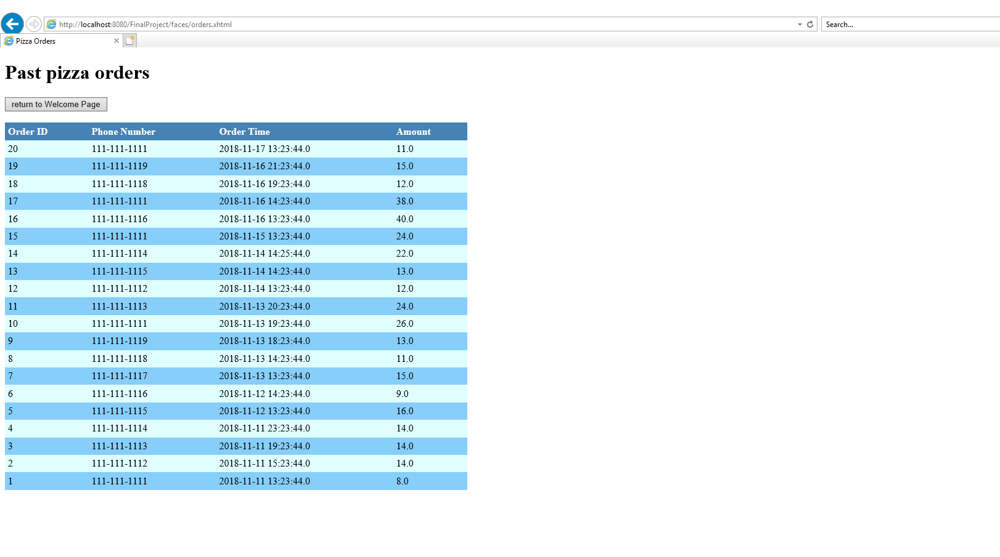 http://localhost:8080/FinalProject/faces/orders.xhtml Search...
Pizza Orders
Past pizza orders
return to Welcome Page
Order ID Phone Number Order Time Amount
20 111-111-1111 2018-11-17 13:23:44.0 11.0
19 111-111-1119 2018-11-16 21:23:44.0 15.0
18 111-111-1118 2018-11-16 19:23:44.0 12.0
17 111-111-1111 2018-11-16 14:23:44.0 38.0
16 111-111-1116 2018-11-16 13:23:44.0 40.0
15 111-111-1111 2018-11-15 13:23:44.0 24.0
14 111-111-1114 2018-11-14 14:25:44.0 22.0
13 111-111-1115 2018-11-14 14:23:44.0 13.0
12 111-111-1112 2018-11-14 13:23:44.0 12.0
11 111-111-1113 2018-11-13 20:23:44.0 24.0
10 111-111-1111 2018-11-13 19:23:44.0 26.0
9 111-111-1119 2018-11-13 18:23:44.0 13.0
8 111-111-1118 2018-11-13 14:23:44.0 11.0
7 111-111-1117 2018-11-13 13:23:44.0 15.0
6 111-111-1116 2018-11-12 14:23:44.0 9.0
5 111-111-1115 2018-11-12 13:23:44.0 16.0
4 111-111-1114 2018-11-11 23:23:44.0 14.0
3 111-111-1113 2018-11-11 19:23:44.0 14.0
2 111-111-1112 2018-11-11 15:23:44.0 14.0
1 111-111-1111 2018-11-11 13:23:44.0 8.0